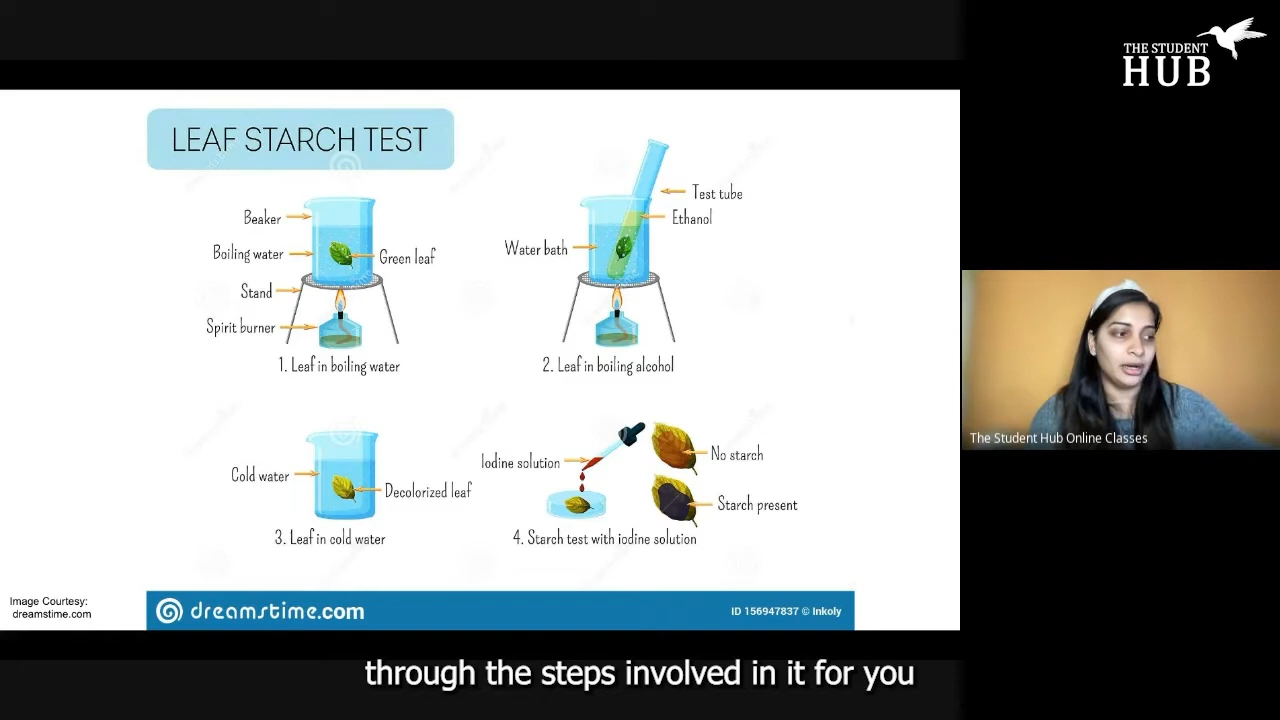 THE STUDENT
HUB
LEAF STARCH TEST
Beaker
Boiling water
Green leaf
Stand
Spirit burner
1. Leaf in boiling water
Test tube
Ethanol
Water bath
2. Leaf in boiling alcohol
Cold water
Decolorized leaf
3. Leaf in cold water
Iodine solution
No starch
Starch present
4. Starch test with iodine solution
The Student Hub Online Classes
Image Courtesy:
dreamstime.com
dreamstime.com
ID 156947837 © Inkoly
through the steps involved in it for you